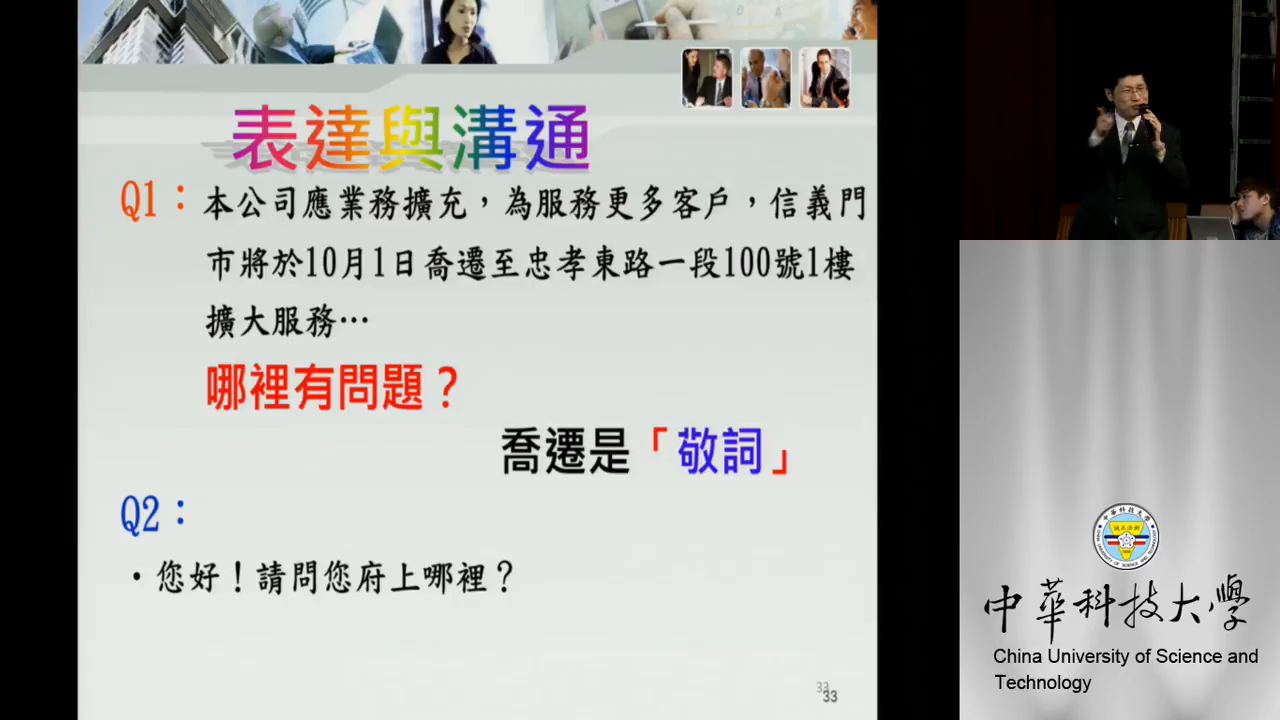 表達與溝通
Q1：本公司應業務擴充，為服務更多客戶，信義門
市將於10月1日喬遷至忠孝東路一段100號1樓
擴大服務…
哪裡有問題？
喬遷是「敬詞」
Q2：
·您好！請問您府上哪裡？
33
中華科技大學
China University of Science and
Technology